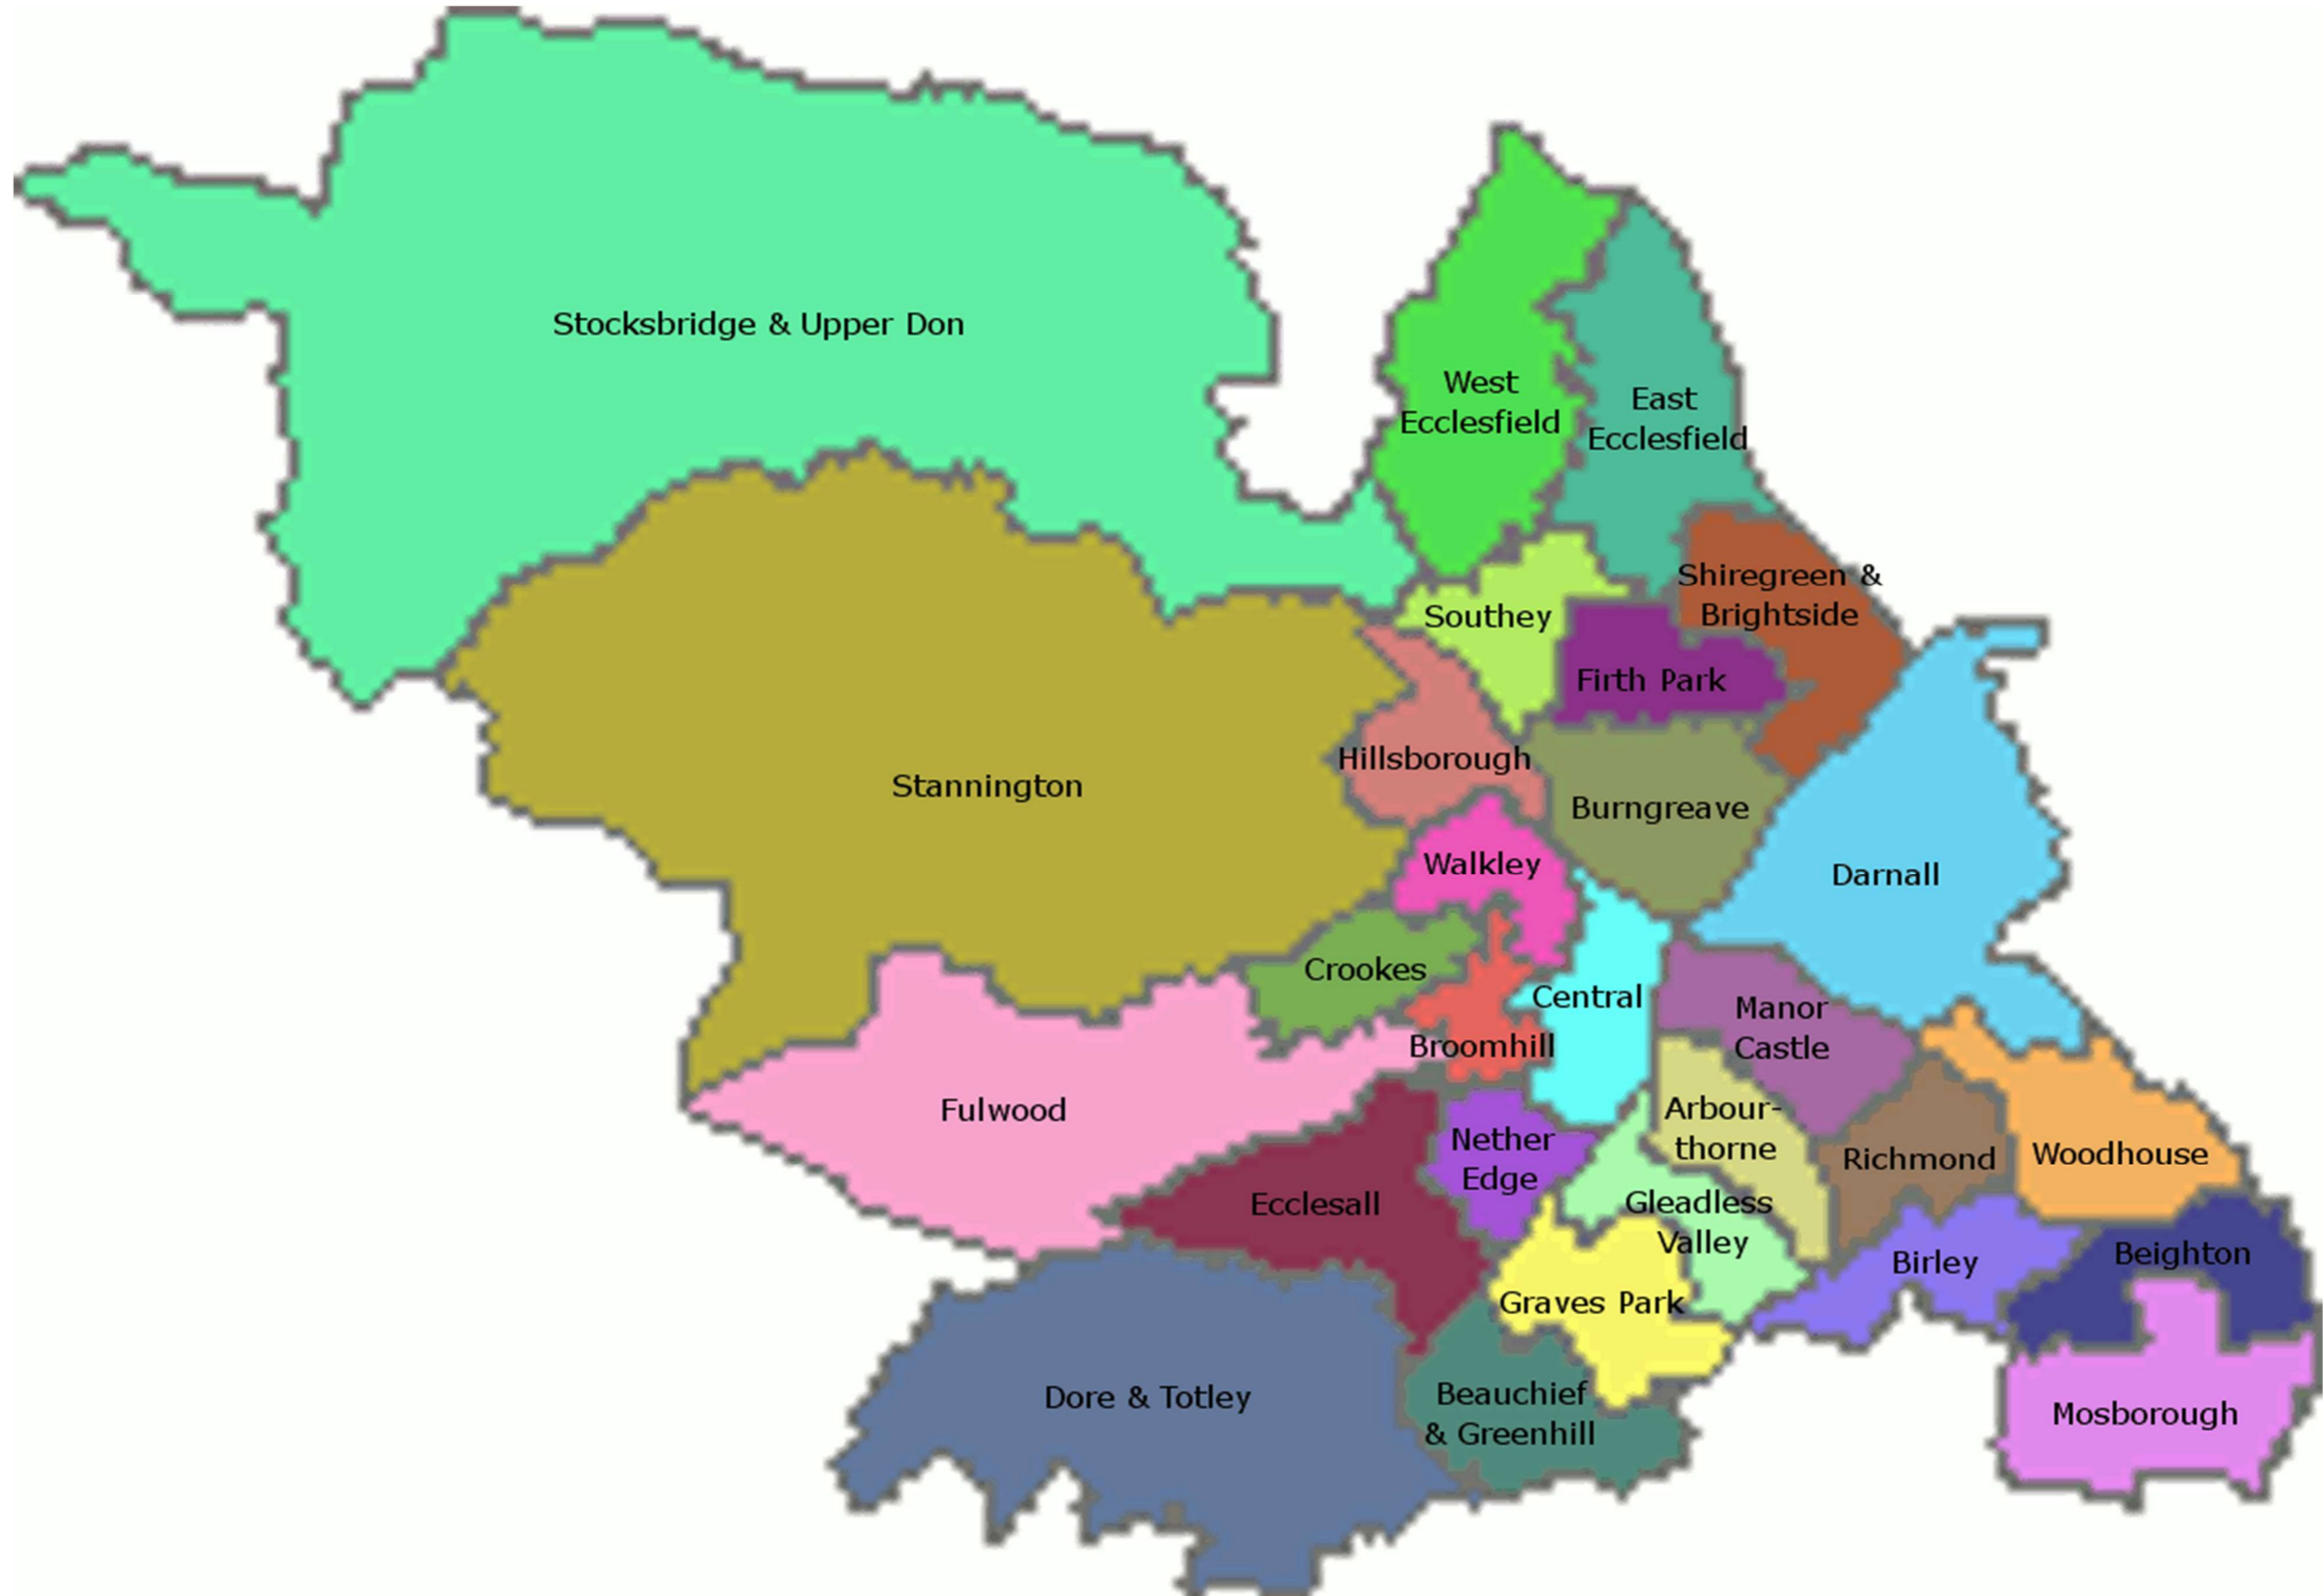 Stocksbridge & Upper Don
West
Ecclesfield
East
Ecclesfield
Shiregreen &
Brightside
Southey
Firth Park
Hillsborough
Stannington
Burngreave
Walkley
Darnall
Crookes
Central
Manor
Castle
Broomhill
Fulwood
Arbour-
thorne
Nether
Edge
Richmond
Woodhouse
Ecclesall
Gleadless
Valley
Birley
Beighton
Graves Park
Dore & Totley
Beauchief
& Greenhill
Mosborough